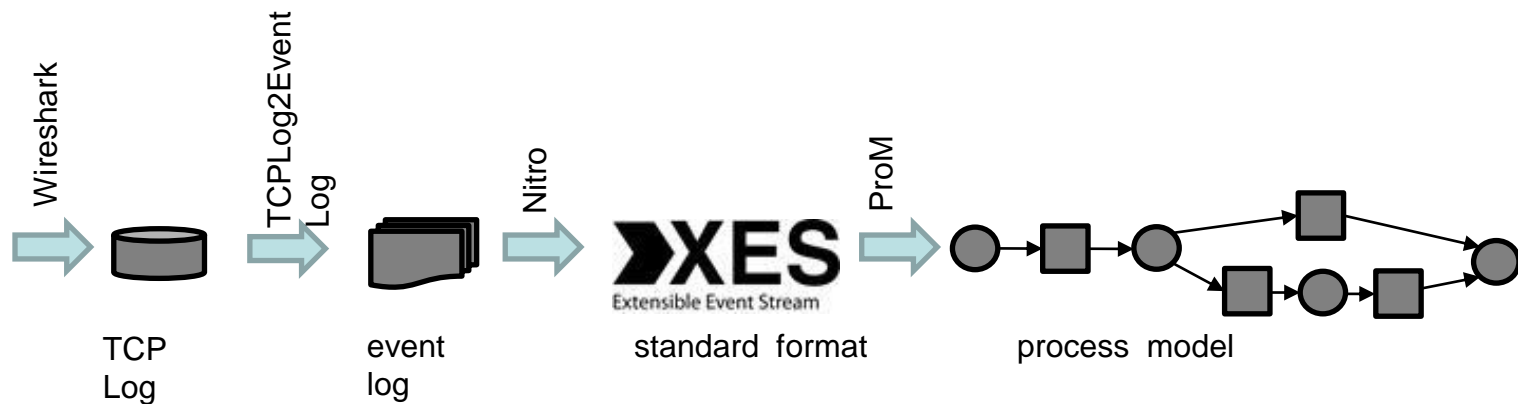 Wireshark
TCPLog2Event
Log
Nitro
ProM
XES
Extensible Event Stream
TCP
Log
event
log
standard format
process model